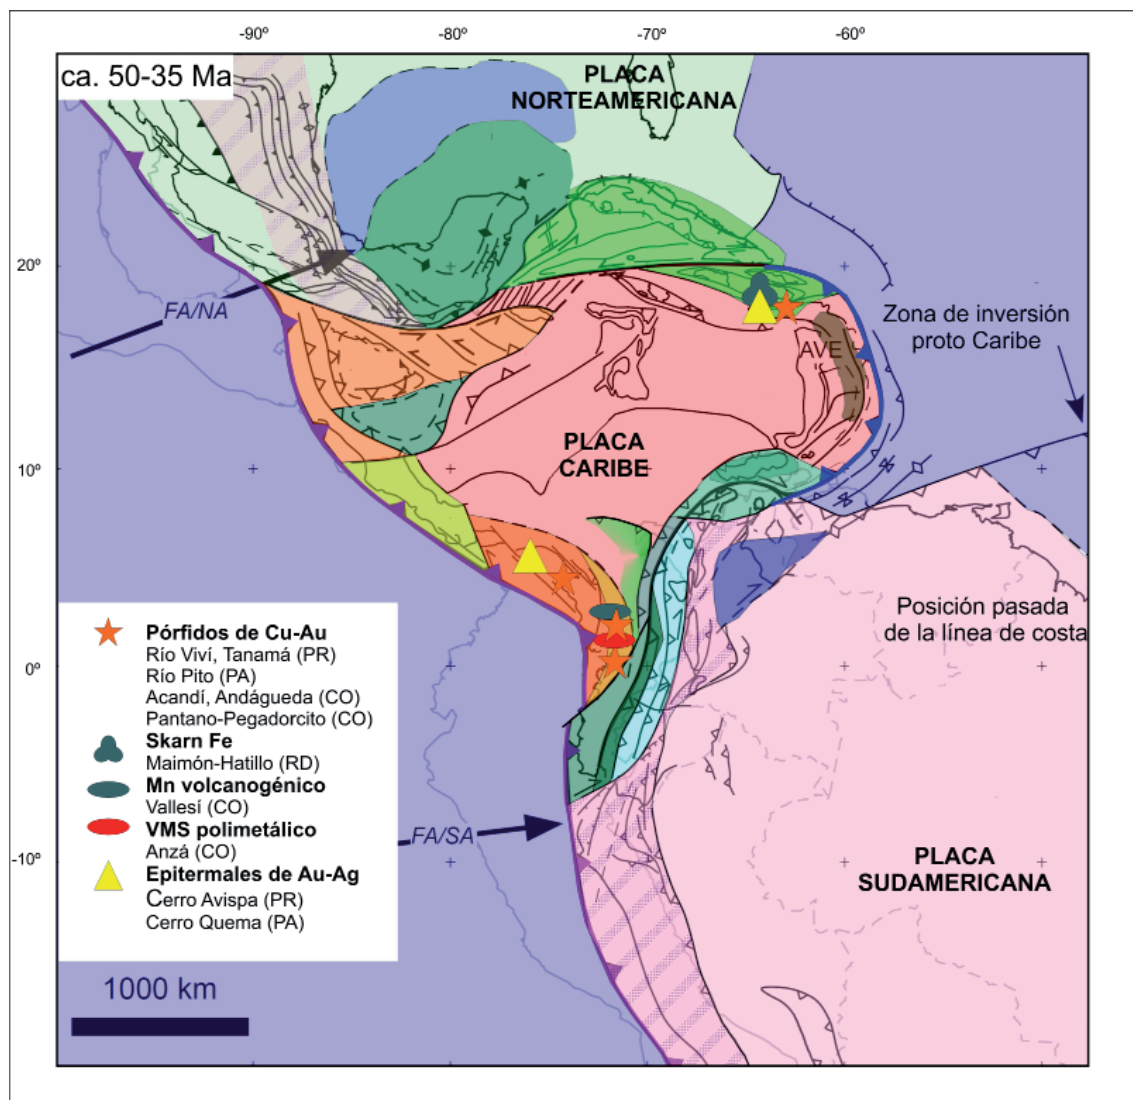 -90º
-80º
-70º
-60º
ca. 50-35 Ma
PLACA
NORTEAMERICANA
20º
FA/NA
Zona de inversión
proto Caribe
AVE
PLACA
CARIBE
10º
Posición pasada
de la línea de costa
0º
Pórfidos de Cu-Au
Río Viví, Tanamá (PR)
Río Pito (PA)
Acandí, Andágueda (CO)
Pantano-Pegadorcito (CO)
Skarn Fe
Maimón-Hatillo (RD)
Mn volcanogénico
Vallesí (CO)
VMS polimetálico
Anzá (CO)
Epitermales de Au-Ag
Cerro Avispa (PR)
Cerro Quema (PA)
FA/SA
-10º
PLACA
SUDAMERICANA
1000 km